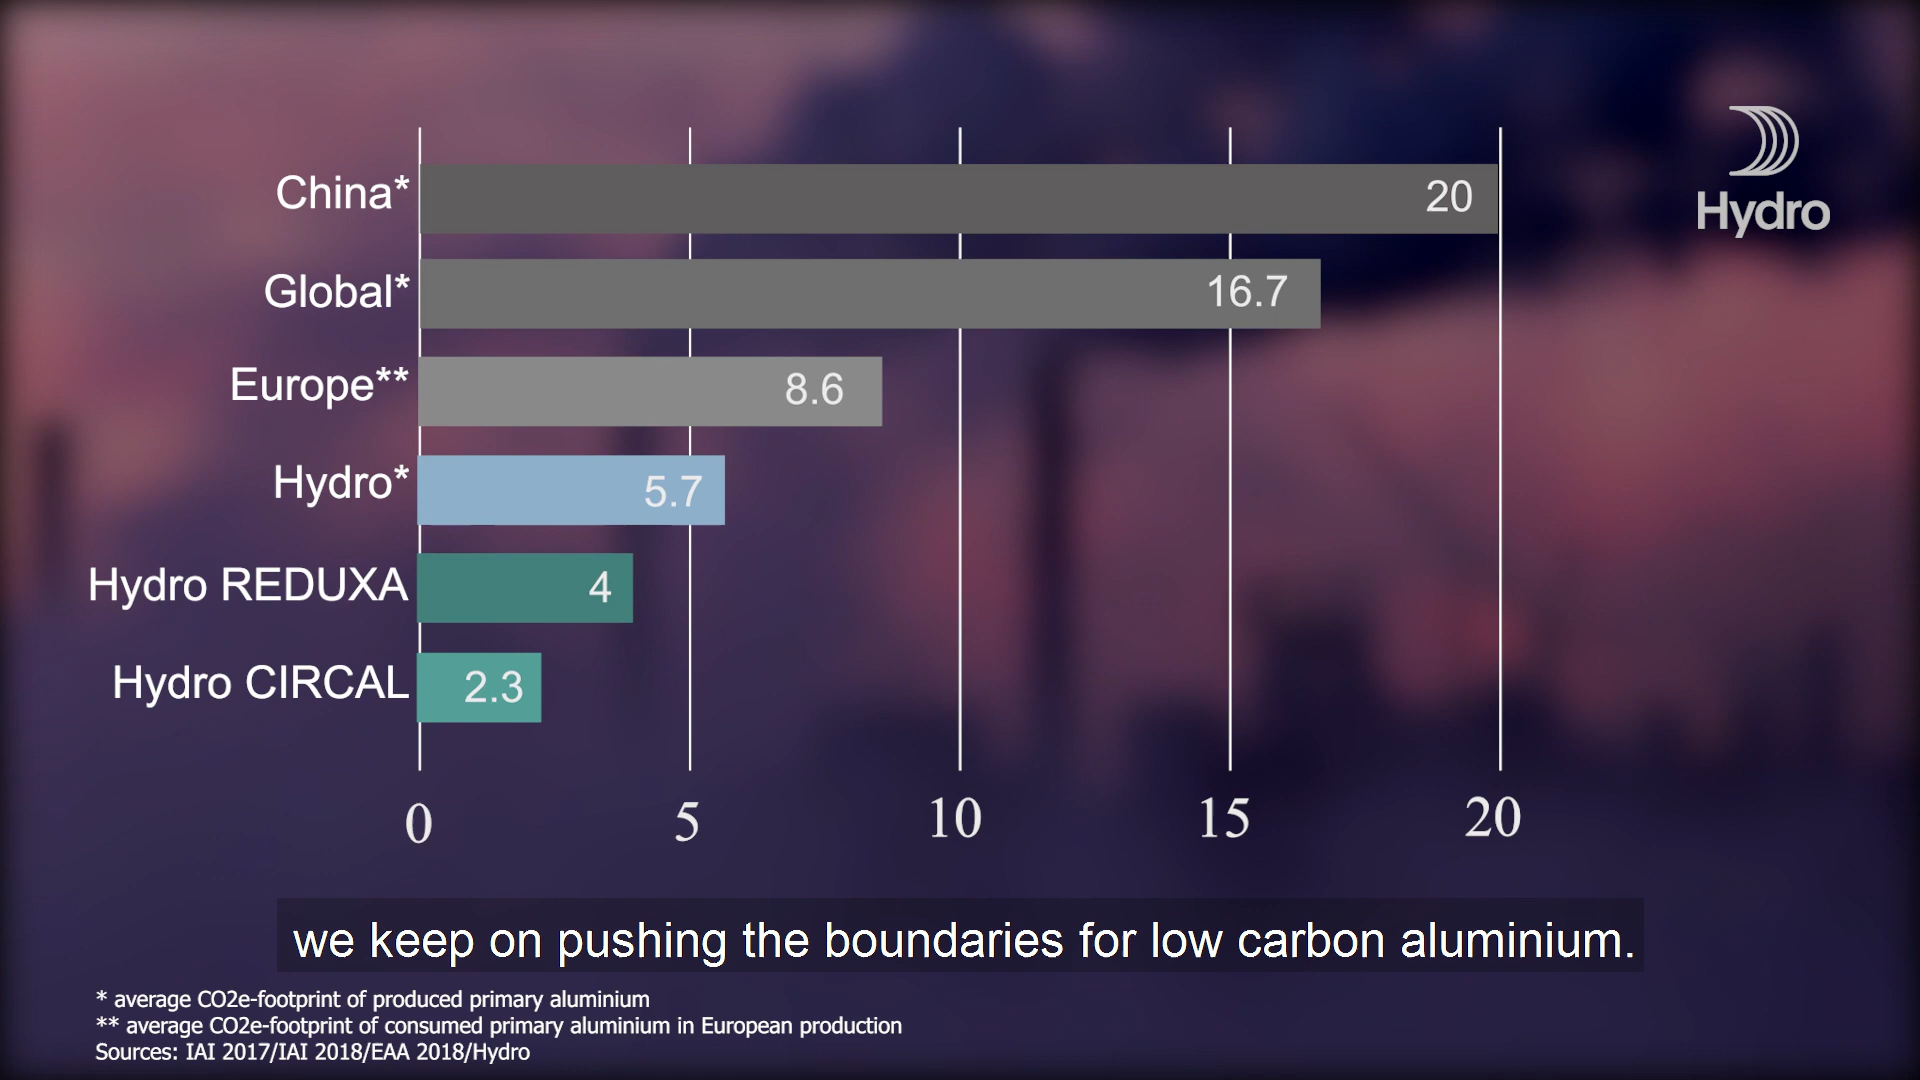 Hydro
China* 20
Global* 16.7
Europe** 8.6
Hydro* 5.7
Hydro REDUXA 4
Hydro CIRCAL 2.3
0 5 10 15 20
we keep on pushing the boundaries for low carbon aluminium.
* average CO2e-footprint of produced primary aluminium
** average CO2e-footprint of consumed primary aluminium in European production
Sources: IAI 2017/IAI 2018/EAA 2018/Hydro